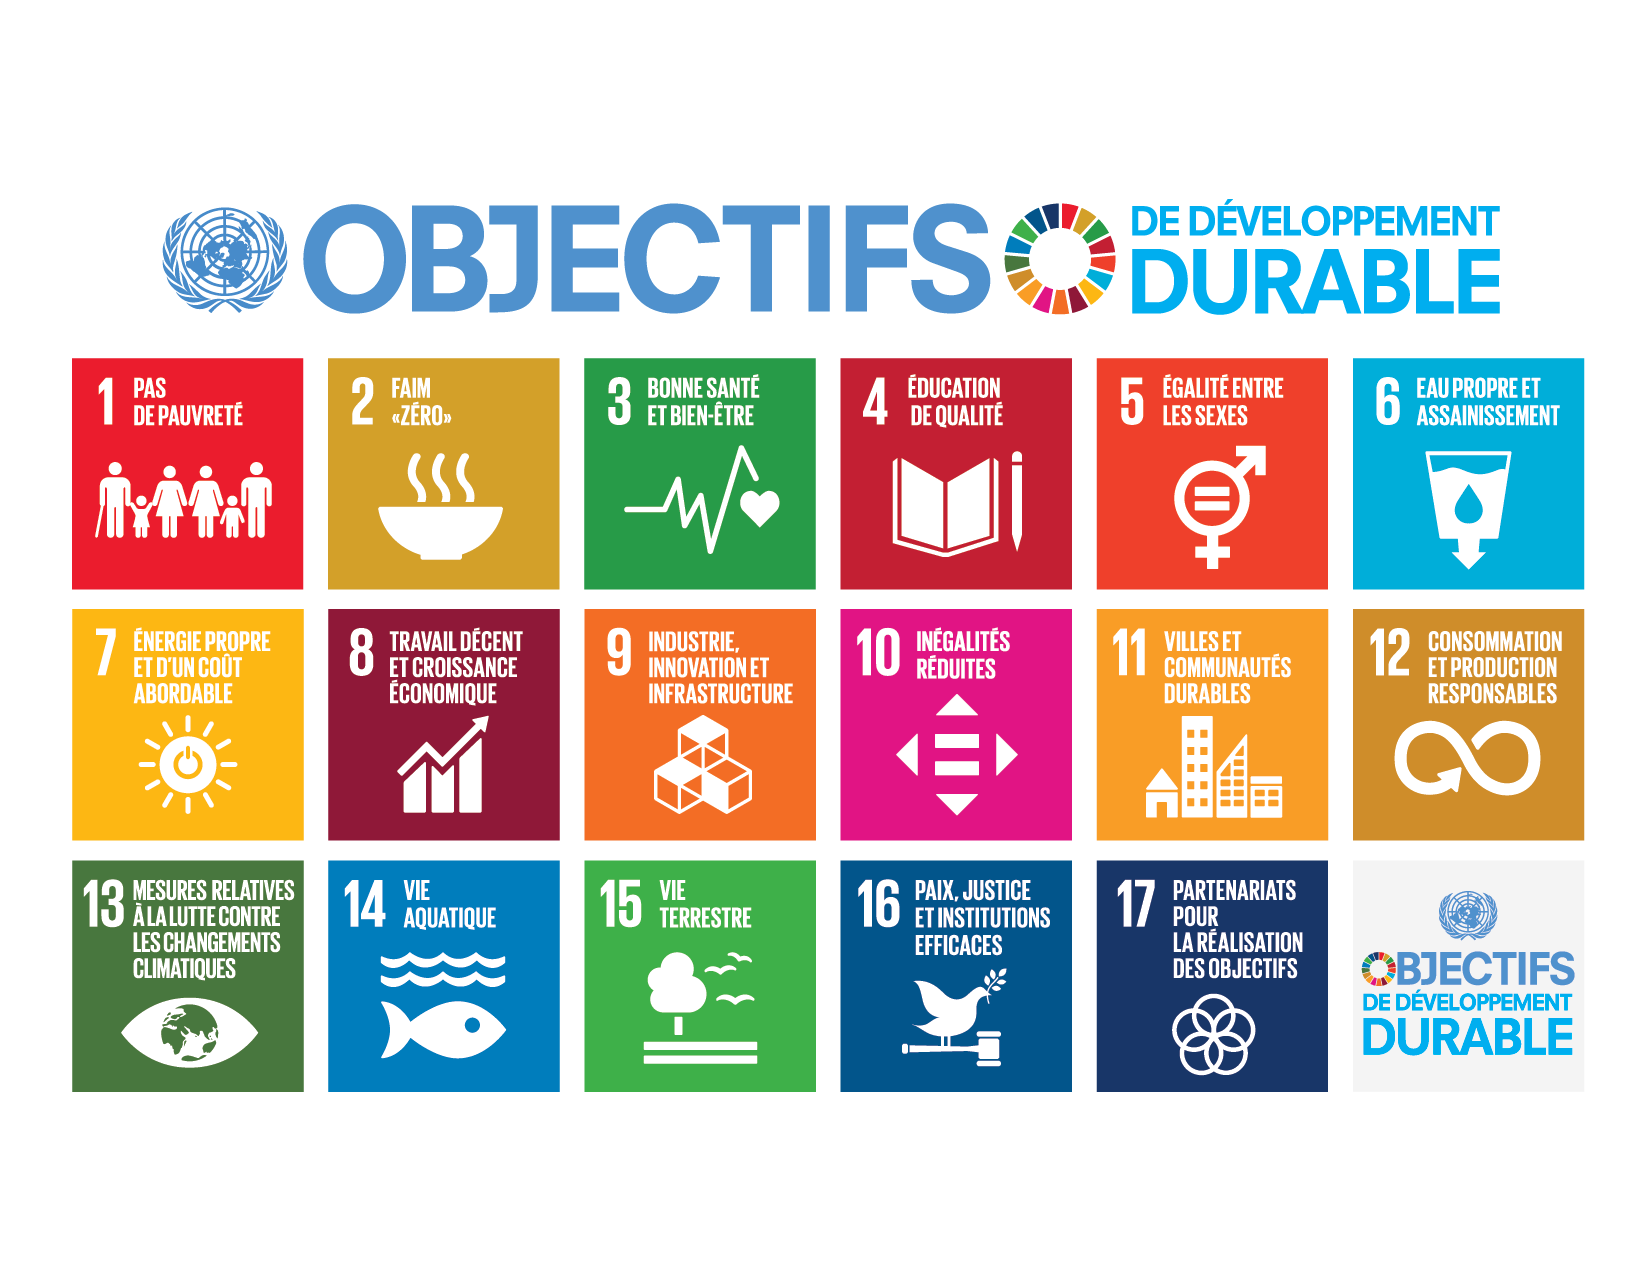 OBJECTIFS
DE DÉVELOPPEMENT
DURABLE
1 PAS
DE PAUVRETÉ
2 FAIM
«ZÉRO»
3 BONNE SANTÉ
ET BIEN-ÊTRE
4 ÉDUCATION
DE QUALITÉ
5 ÉGALITÉ ENTRE
LES SEXES
6 EAU PROPRE ET
ASSAINISSEMENT
7 ÉNERGIE PROPRE
ET D'UN COÛT
ABORDABLE
8 TRAVAIL DÉCENT
ET CROISSANCE
ÉCONOMIQUE
9 INDUSTRIE,
INNOVATION ET
INFRASTRUCTURE
10 INÉGALITÉS
RÉDUITES
11 VILLES ET
COMMUNAUTÉS
DURABLES
12 CONSOMMATION
ET PRODUCTION
RESPONSABLES
13 MESURES RELATIVES
À LA LUTTE CONTRE
LES CHANGEMENTS
CLIMATIQUES
14 VIE
AQUATIQUE
15 VIE
TERRESTRE
16 PAIX, JUSTICE
ET INSTITUTIONS
EFFICACES
17 PARTENARIATS
POUR
LA RÉALISATION
DES OBJECTIFS
OBJECTIFS
DE DÉVELOPPEMENT
DURABLE